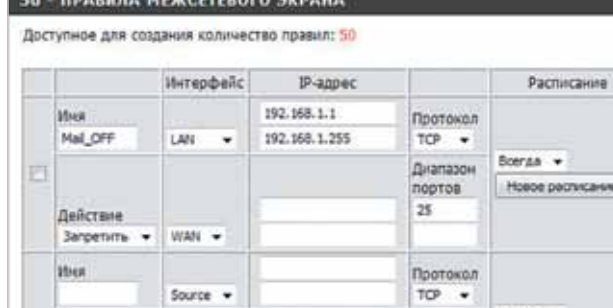 50 - ПРАВИЛА МЕЖСЕТЕВОГО ЭКРАНА
Доступное для создания количество правил: 50
Интерфейс IP-адрес Расписание
Имя
Mail_OFF
LAN
192.168.1.1
192.168.1.255
Протокол
TCP
Всегда
Новое расписание
Действие
Запретить
WAN
Диапазон
портов
25
Имя
Source
Протокол
TCP